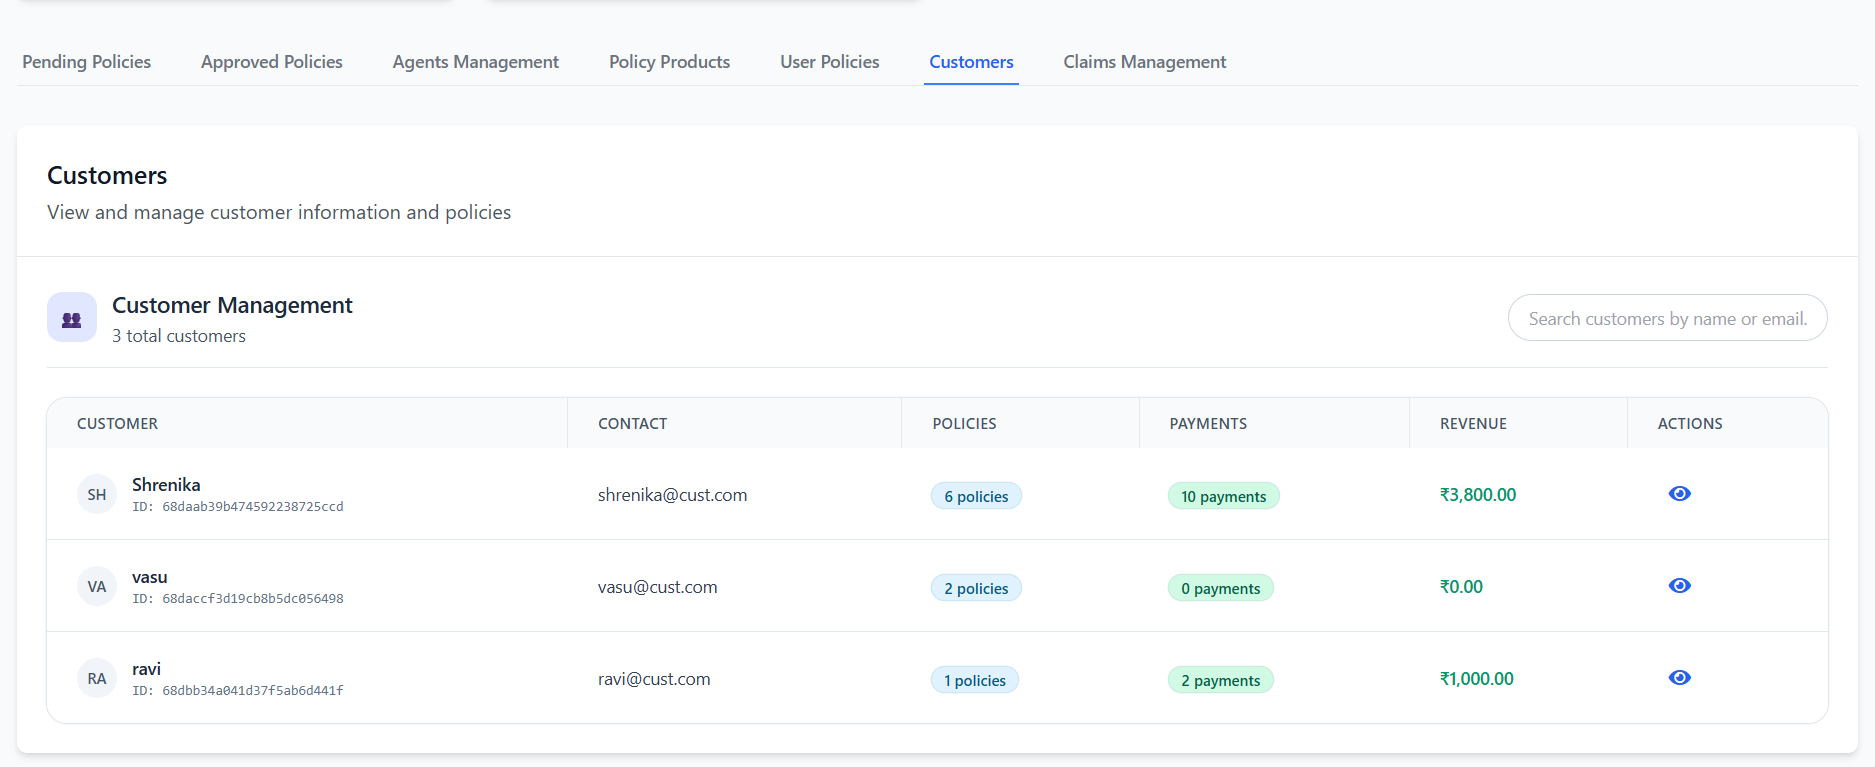 Pending Policies Approved Policies Agents Management Policy Products User Policies Customers Claims Management
Customers
View and manage customer information and policies
Customer Management
3 total customers
Search customers by name or email.
CUSTOMER CONTACT POLICIES PAYMENTS REVENUE ACTIONS
SH Shrenika shrenika@cust.com 6 policies 10 payments ₹3,800.00
ID: 68daab39b474592238725ccd
VA vasu vasu@cust.com 2 policies 0 payments ₹0.00
ID: 68daccf3d19cb8b5dc056498
RA ravi ravi@cust.com 1 policies 2 payments ₹1,000.00
ID: 68dbb34a041d37f5ab6d441f